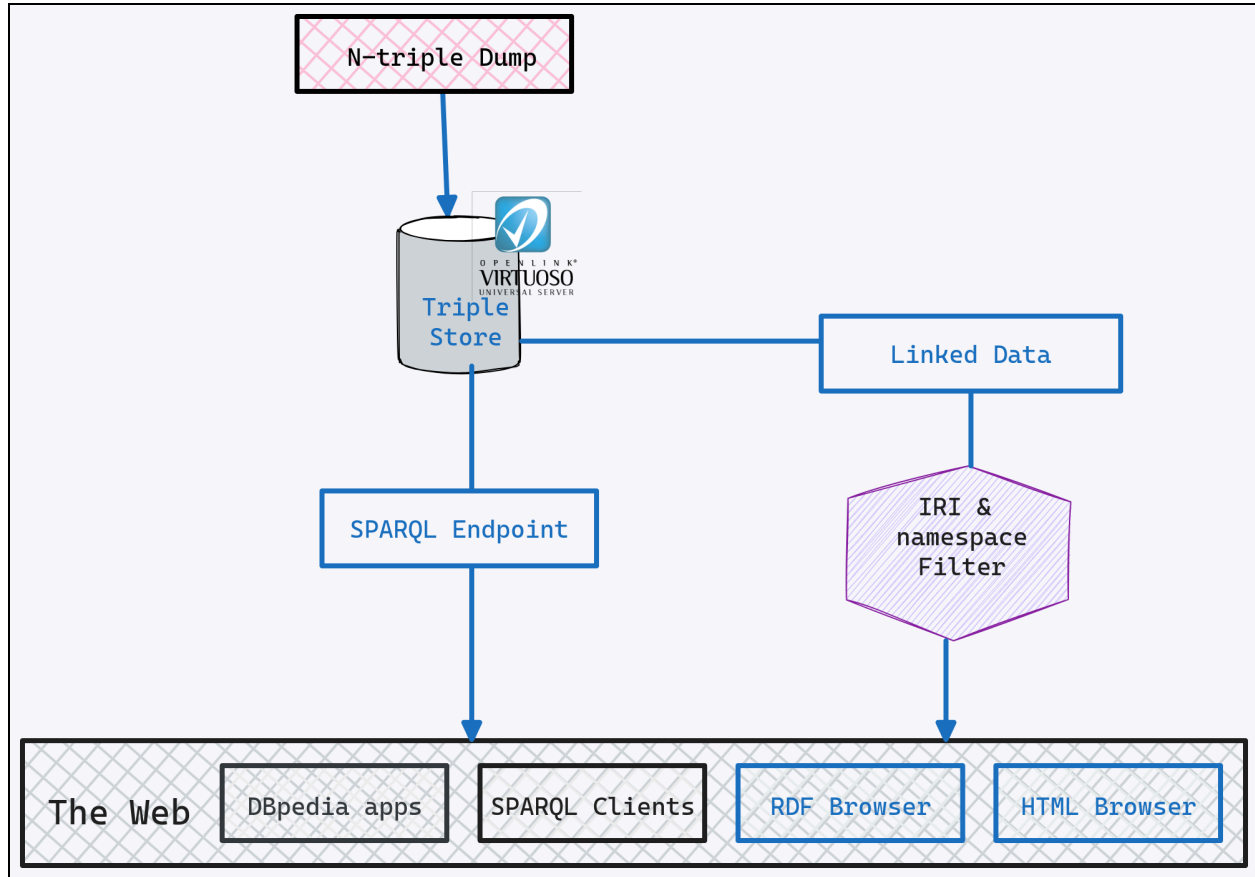 N-triple Dump
OPENLINK®
VIRTUOSO
UNIVERSAL SERVER
Triple
Store
Linked Data
SPARQL Endpoint
IRI &
namespace
Filter
The Web
DBpedia apps
SPARQL Clients
RDF Browser
HTML Browser